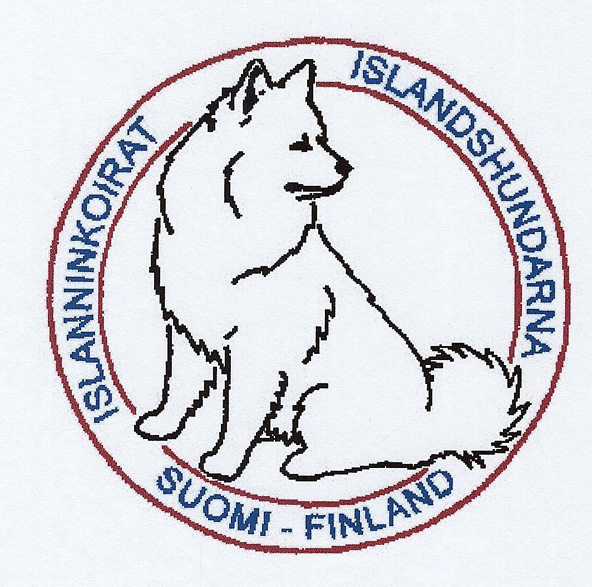 ISLANNINKOIRAT
ISLANDSHUNDARNA
SUOMI - FINLAND